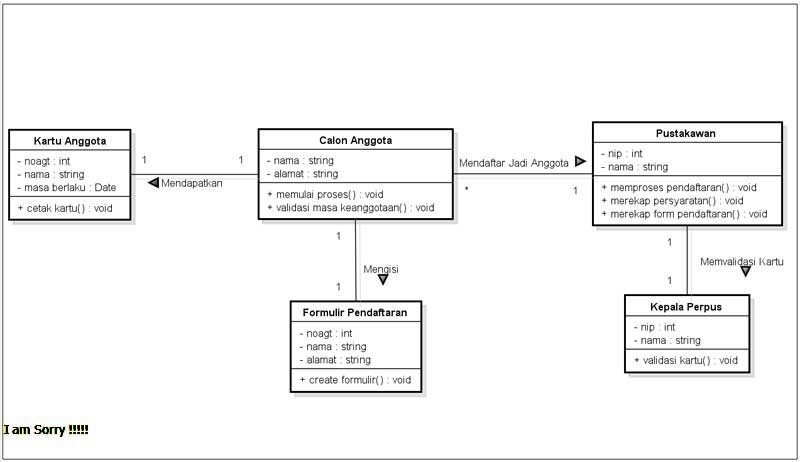 Kartu Anggota
- noagt : int
- nama : string
- masa berlaku : Date
+ cetak kartu() : void
1
1
Mendapatkan
Calon Anggota
- nama : string
- alamat : string
+ memulai proses() : void
+ validasi masa keanggotaan() : void
Mendaftar Jadi Anggota
*
1
Pustakawan
- nip : int
- nama : string
+ memproses pendaftaran() : void
+ merekap persyaratan() : void
+ merekap form pendaftaran() : void
1
Mengisi
1
Formulir Pendaftaran
- noagt : int
- nama : string
- alamat : string
+ create formulir() : void
1
Memvalidasi Kartu
1
Kepala Perpus
- nip : int
- nama : string
+ validasi kartu() : void
I am Sorry !!!!!